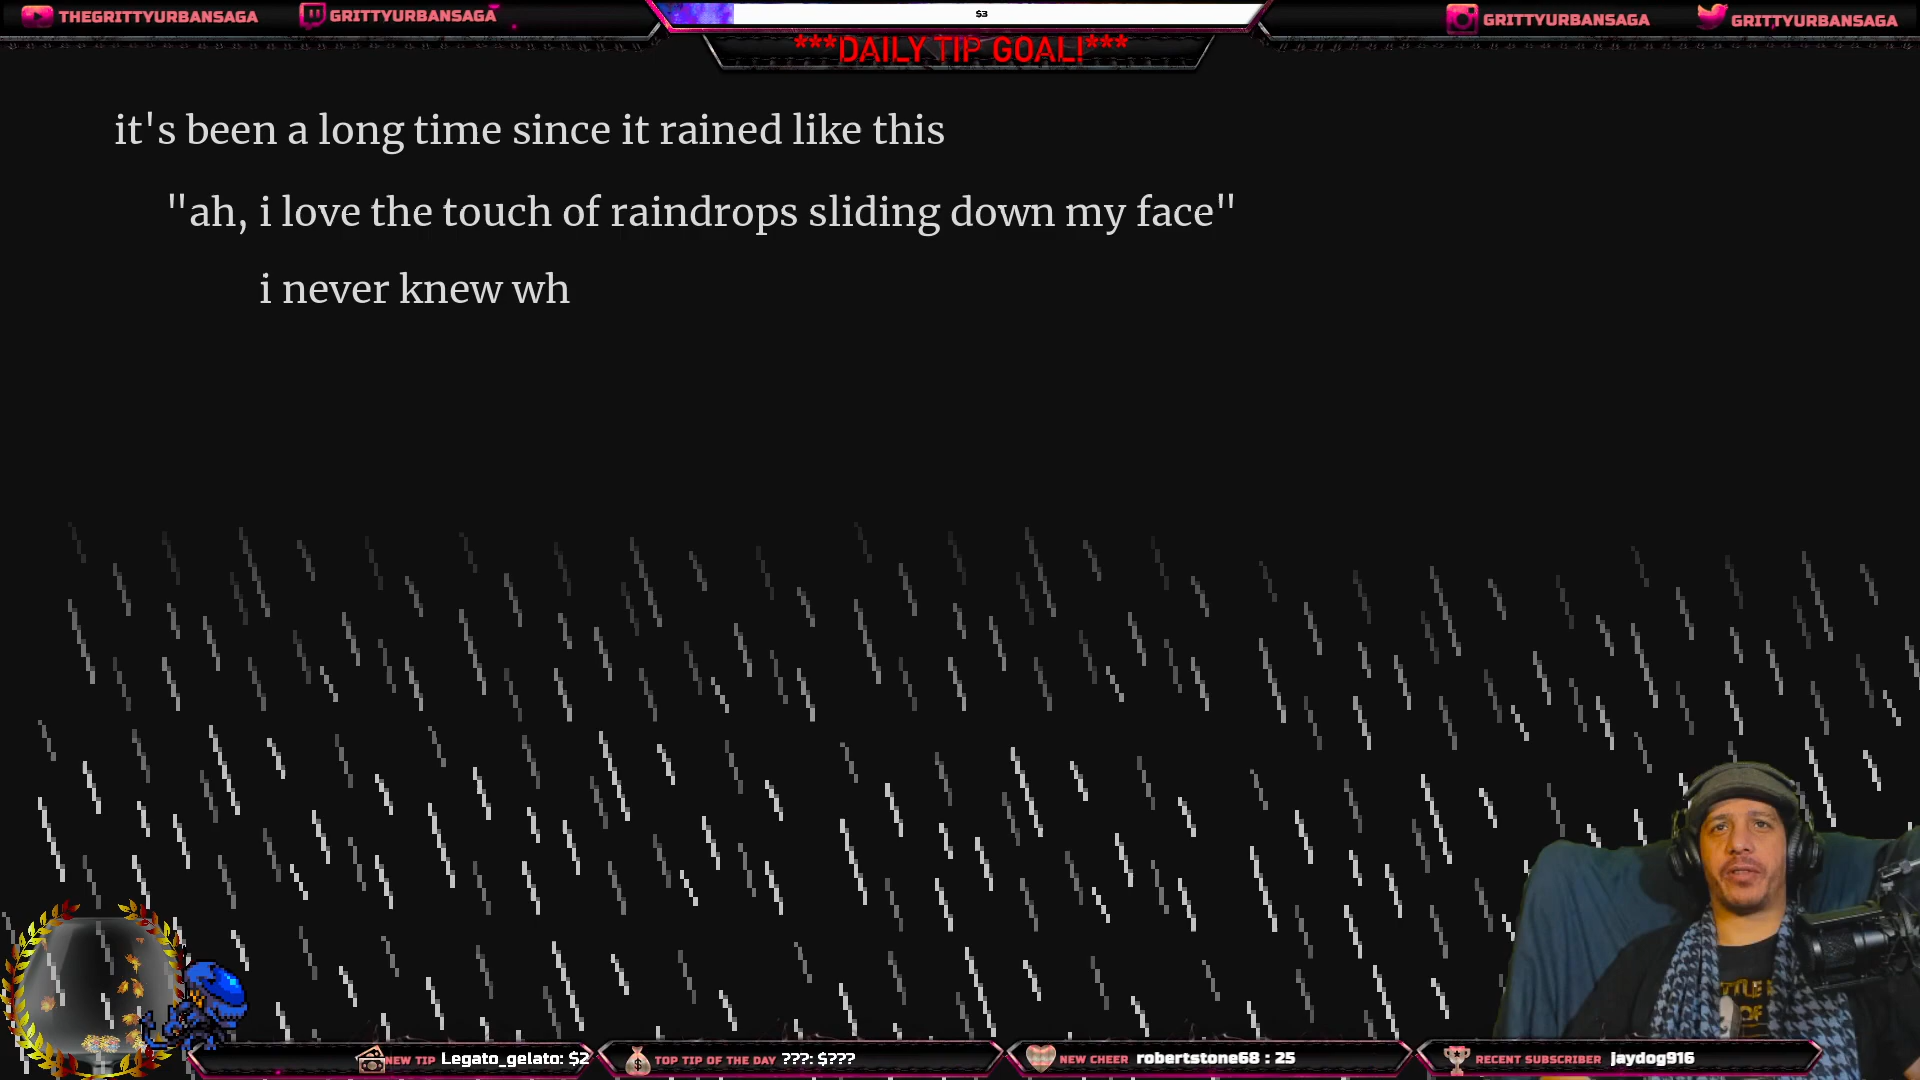 THEGRITTYURBANSAGA
GRITTYURBANSAGA
$3
GRITTYURBANSAGA
GRITTYURBANSAGA
***DAILY TIP GOAL!***
it's been a long time since it rained like this
"ah, i love the touch of raindrops sliding down my face"
i never knew wh
NEW TIP Legato_gelato: $2
TOP TIP OF THE DAY ???: $???
NEW CHEER robertstone68 : 25
RECENT SUBSCRIBER jaydog916